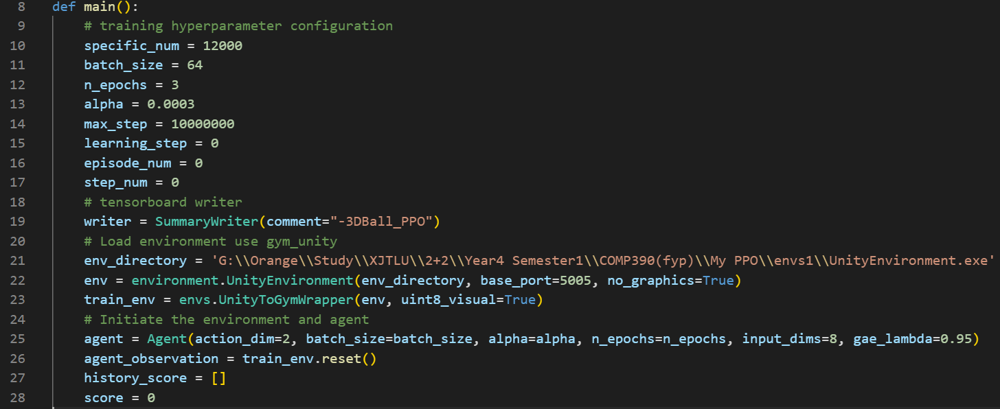 8 def main():
9 # training hyperparameter configuration
10 specific_num = 12000
11 batch_size = 64
12 n_epochs = 3
13 alpha = 0.0003
14 max_step = 10000000
15 learning_step = 0
16 episode_num = 0
17 step_num = 0
18 # tensorboard writer
19 writer = SummaryWriter(comment="-3DBall_PPO")
20 # Load environment use gym_unity
21 env_directory = 'G:\\Orange\\Study\\XJTLU\\2+2\\Year4 Semester1\\COMP390(fyp)\\My PPO\\envs1\\UnityEnvironment.exe'
22 env = environment.UnityEnvironment(env_directory, base_port=5005, no_graphics=True)
23 train_env = envs.UnityToGymWrapper(env, uint8_visual=True)
24 # Initiate the environment and agent
25 agent = Agent(action_dim=2, batch_size=batch_size, alpha=alpha, n_epochs=n_epochs, input_dims=8, gae_lambda=0.95)
26 agent_observation = train_env.reset()
27 history_score = []
28 score = 0